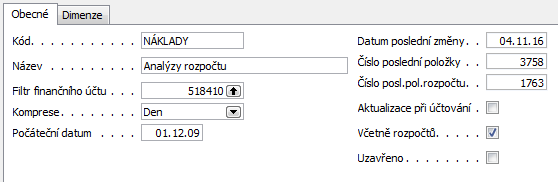 Obecné Dimenze
Kód. . . . . . . . . . . NÁKLADY
Název . . . . . . . . . . Analýzy rozpočtu
Filtr finančního účtu . . . 518410
Komprese. . . . . . . . . Den
Počáteční datum . . . . 01.12.09
Datum poslední změny. . 04.11.16
Číslo poslední položky. . 3758
Číslo posl.pol.rozpočtu. . 1763
Aktualizace při účtování . .
Včetně rozpočtů. . . . . .
Uzavřeno . . . . . . . .